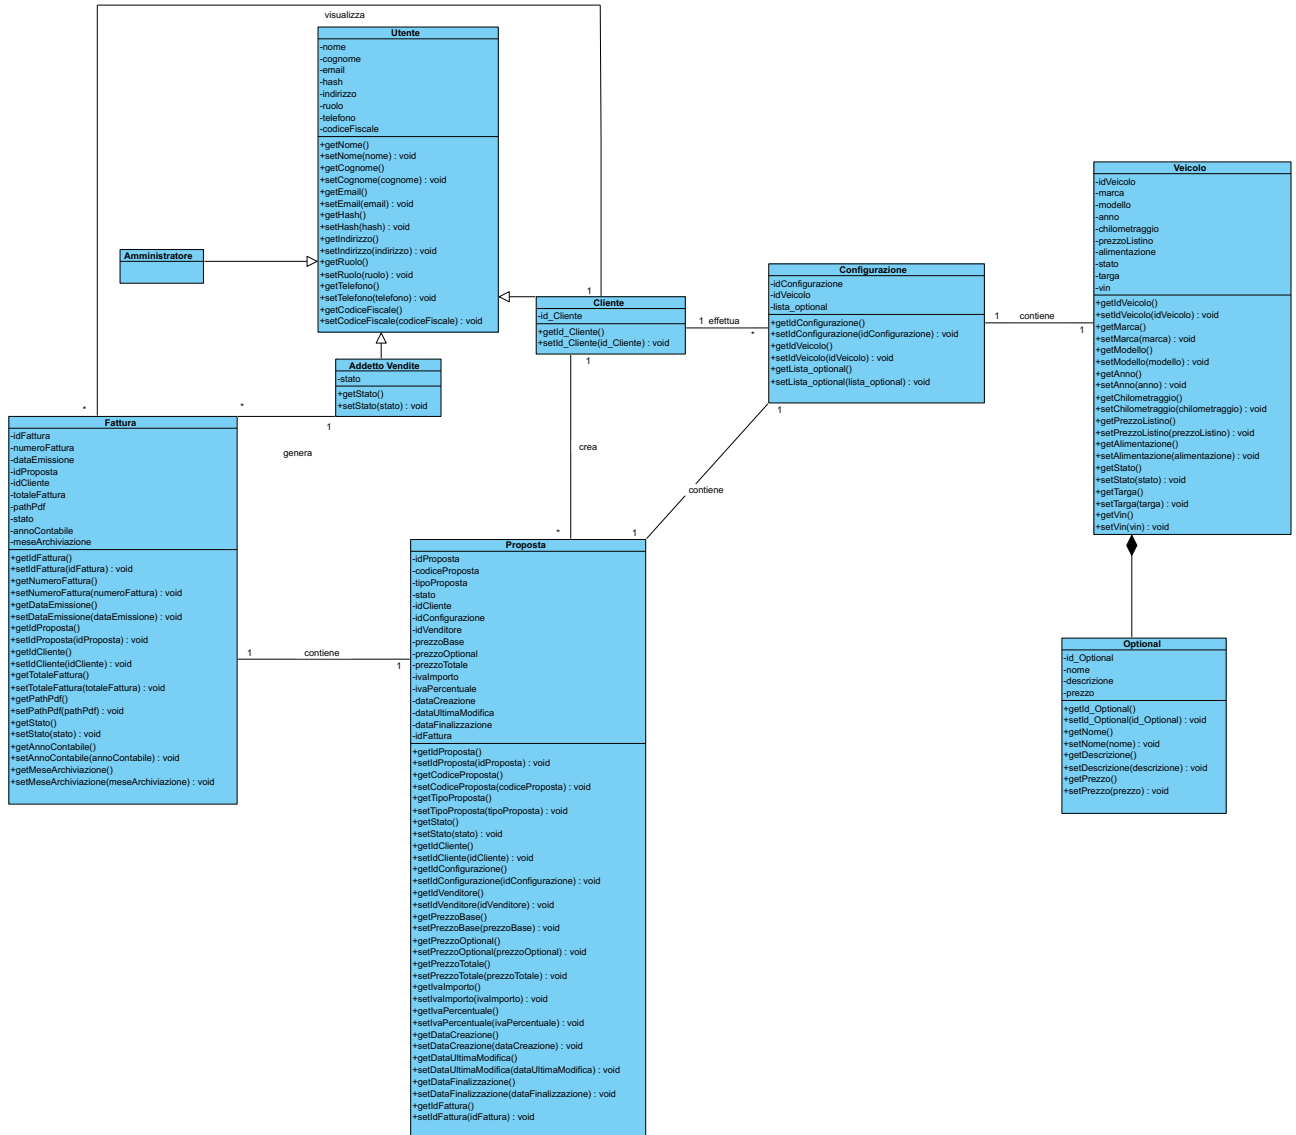 visualizza
Utente
-nome
-cognome
-email
-hash
-indirizzo
-ruolo
-telefono
-codiceFiscale
+getNome()
+setNome(nome) : void
+getCognome()
+setCognome(cognome) : void
+getEmail()
+setEmail(email) : void
+getHash()
+setHash(hash) : void
+getIndirizzo()
+setIndirizzo(indirizzo) : void
+getRuolo()
+setRuolo(ruolo) : void
+getTelefono()
+setTelefono(telefono) : void
+getCodiceFiscale()
+setCodiceFiscale(codiceFiscale) : void
Amministratore
1
Cliente
-id_Cliente
+getId_Cliente()
+setId_Cliente(id_Cliente) : void
1
1 effettua
*
Configurazione
-idConfigurazione
-idVeicolo
-lista_optional
+getIdConfigurazione()
+setIdConfigurazione(idConfigurazione) : void
+getIdVeicolo()
+setIdVeicolo(idVeicolo) : void
+getLista_optional()
+setLista_optional(lista_optional) : void
1
1
contiene
1
Veicolo
-idVeicolo
-marca
-modello
-anno
-chilometraggio
-prezzoListino
-alimentazione
-stato
-targa
-vin
+getIdVeicolo()
+setIdVeicolo(idVeicolo) : void
+getMarca()
+setMarca(marca) : void
+getModello()
+setModello(modello) : void
+getAnno()
+setAnno(anno) : void
+getChilometraggio()
+setChilometraggio(chilometraggio) : void
+getPrezzoListino()
+setPrezzoListino(prezzoListino) : void
+getAlimentazione()
+setAlimentazione(alimentazione) : void
+getStato()
+setStato(stato) : void
+getTarga()
+setTarga(targa) : void
+getVin()
+setVin(vin) : void
Addetto Vendite
-stato
+getStato()
+setStato(stato) : void
*
*
1
genera
crea
contiene
*
1
Fattura
-idFattura
-numeroFattura
-dataEmissione
-idProposta
-idCliente
-totaleFattura
-pathPdf
-stato
-annoContabile
-meseArchiviazione
+getIdFattura()
+setIdFattura(idFattura) : void
+getNumeroFattura()
+setNumeroFattura(numeroFattura) : void
+getDataEmissione()
+setDataEmissione(dataEmissione) : void
+getIdProposta()
+setIdProposta(idProposta) : void
+getIdCliente()
+setIdCliente(idCliente) : void
+getTotaleFattura()
+setTotaleFattura(totaleFattura) : void
+getPathPdf()
+setPathPdf(pathPdf) : void
+getStato()
+setStato(stato) : void
+getAnnoContabile()
+setAnnoContabile(annoContabile) : void
+getMeseArchiviazione()
+setMeseArchiviazione(meseArchiviazione) : void
1
contiene
1
Proposta
-idProposta
-codiceProposta
-tipoProposta
-stato
-idCliente
-idConfigurazione
-idVenditore
-prezzoBase
-prezzoOptional
-prezzoTotale
-ivaImporto
-ivaPercentuale
-dataCreazione
-dataUltimaModifica
-dataFinalizzazione
-idFattura
+getIdProposta()
+setIdProposta(idProposta) : void
+getCodiceProposta()
+setCodiceProposta(codiceProposta) : void
+getTipoProposta()
+setTipoProposta(tipoProposta) : void
+getStato()
+setStato(stato) : void
+getIdCliente()
+setIdCliente(idCliente) : void
+getIdConfigurazione()
+setIdConfigurazione(idConfigurazione) : void
+getIdVenditore()
+setIdVenditore(idVenditore) : void
+getPrezzoBase()
+setPrezzoBase(prezzoBase) : void
+getPrezzoOptional()
+setPrezzoOptional(prezzoOptional) : void
+getPrezzoTotale()
+setPrezzoTotale(prezzoTotale) : void
+getIvaImporto()
+setIvaImporto(ivaImporto) : void
+getIvaPercentuale()
+setIvaPercentuale(ivaPercentuale) : void
+getDataCreazione()
+setDataCreazione(dataCreazione) : void
+getDataUltimaModifica()
+setDataUltimaModifica(dataUltimaModifica) : void
+getDataFinalizzazione()
+setDataFinalizzazione(dataFinalizzazione) : void
+getIdFattura()
+setIdFattura(idFattura) : void
Optional
-id_Optional
-nome
-descrizione
-prezzo
+getId_Optional()
+setId_Optional(id_Optional) : void
+getNome()
+setNome(nome) : void
+getDescrizione()
+setDescrizione(descrizione) : void
+getPrezzo()
+setPrezzo(prezzo) : void